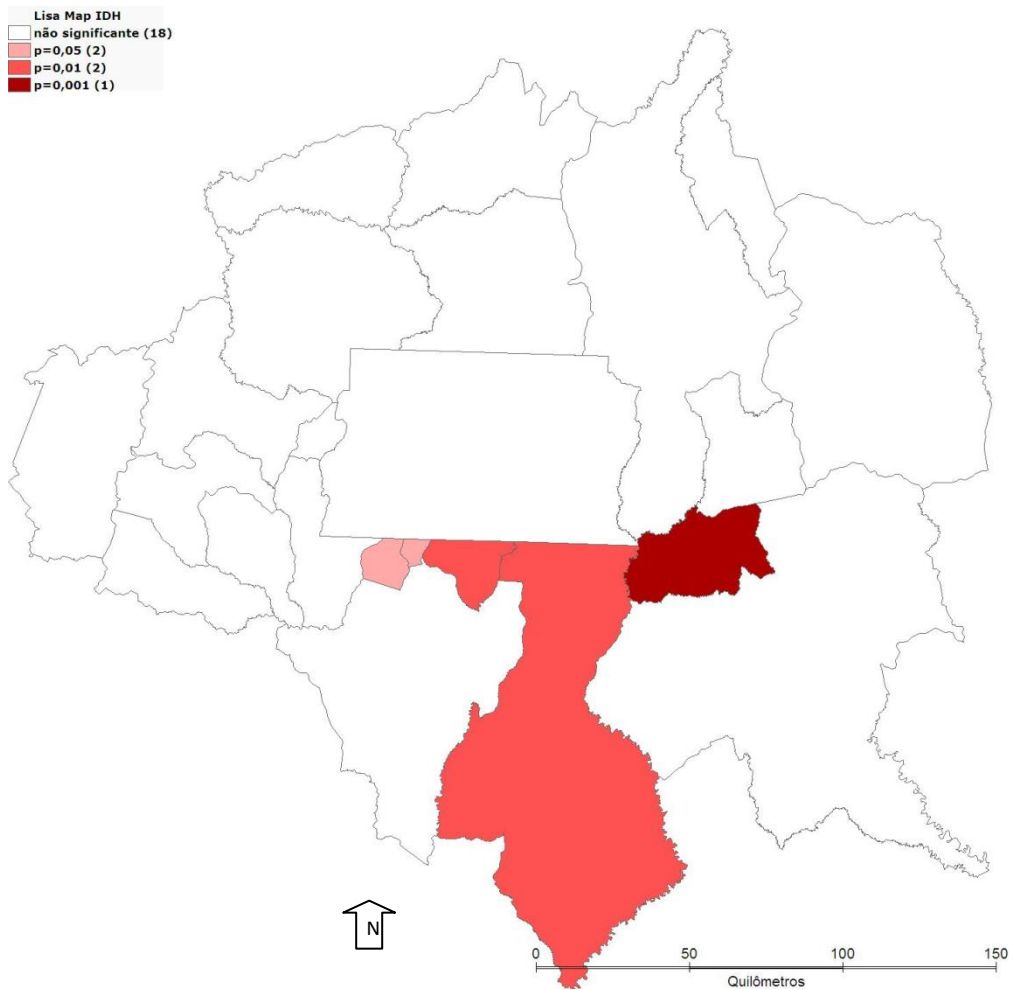 Lisa Map IDH
não significante (18)
p=0,05 (2)
p=0,01 (2)
p=0,001 (1)
N
0 50 100 150
Quilômetros